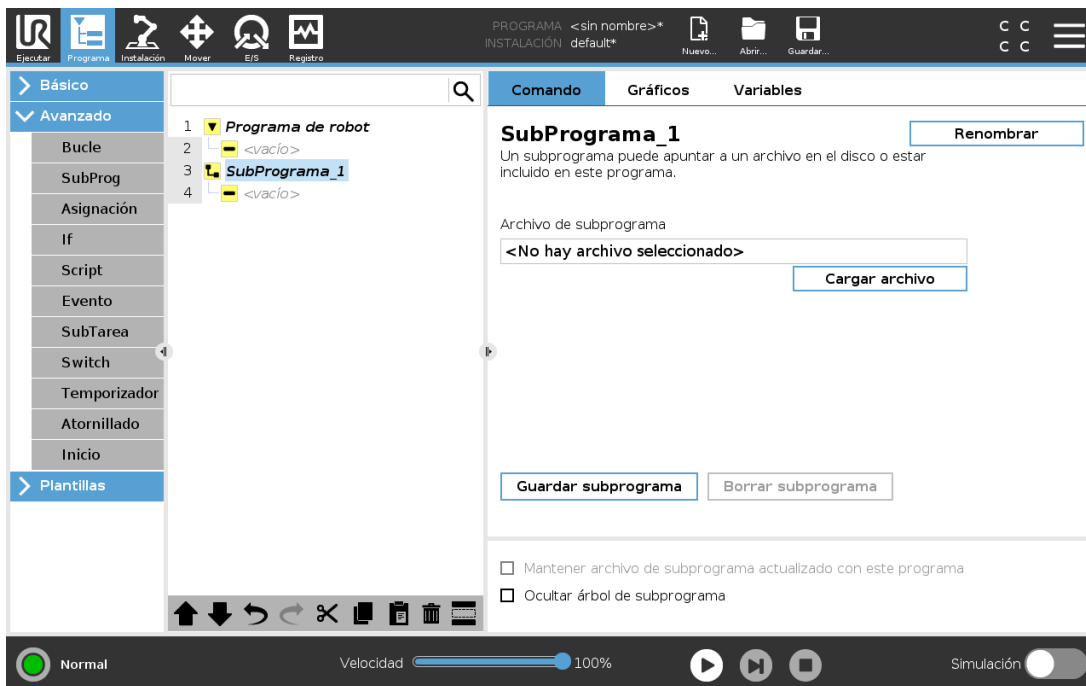 UR
PROGRAMA <sin nombre>*
INSTALACIÓN default*
C C
C C
Ejecutar Programa Instalación Mover E/S Registro Nuevo... Abrir... Guardar...
Básico
Avanzado
Bucle
SubProg
Asignación
If
Script
Evento
SubTarea
Switch
Temporizador
Atornillado
Inicio
Plantillas
1 Programa de robot
2 <vacío>
3 SubPrograma_1
4 <vacío>
Comando Gráficos Variables
SubPrograma_1
Renombrar
Un subprograma puede apuntar a un archivo en el disco o estar
incluido en este programa.
Archivo de subprograma
<No hay archivo seleccionado>
Cargar archivo
Guardar subprograma Borrar subprograma
Mantener archivo de subprograma actualizado con este programa
Ocultar árbol de subprograma
Normal Velocidad 100% Simulación